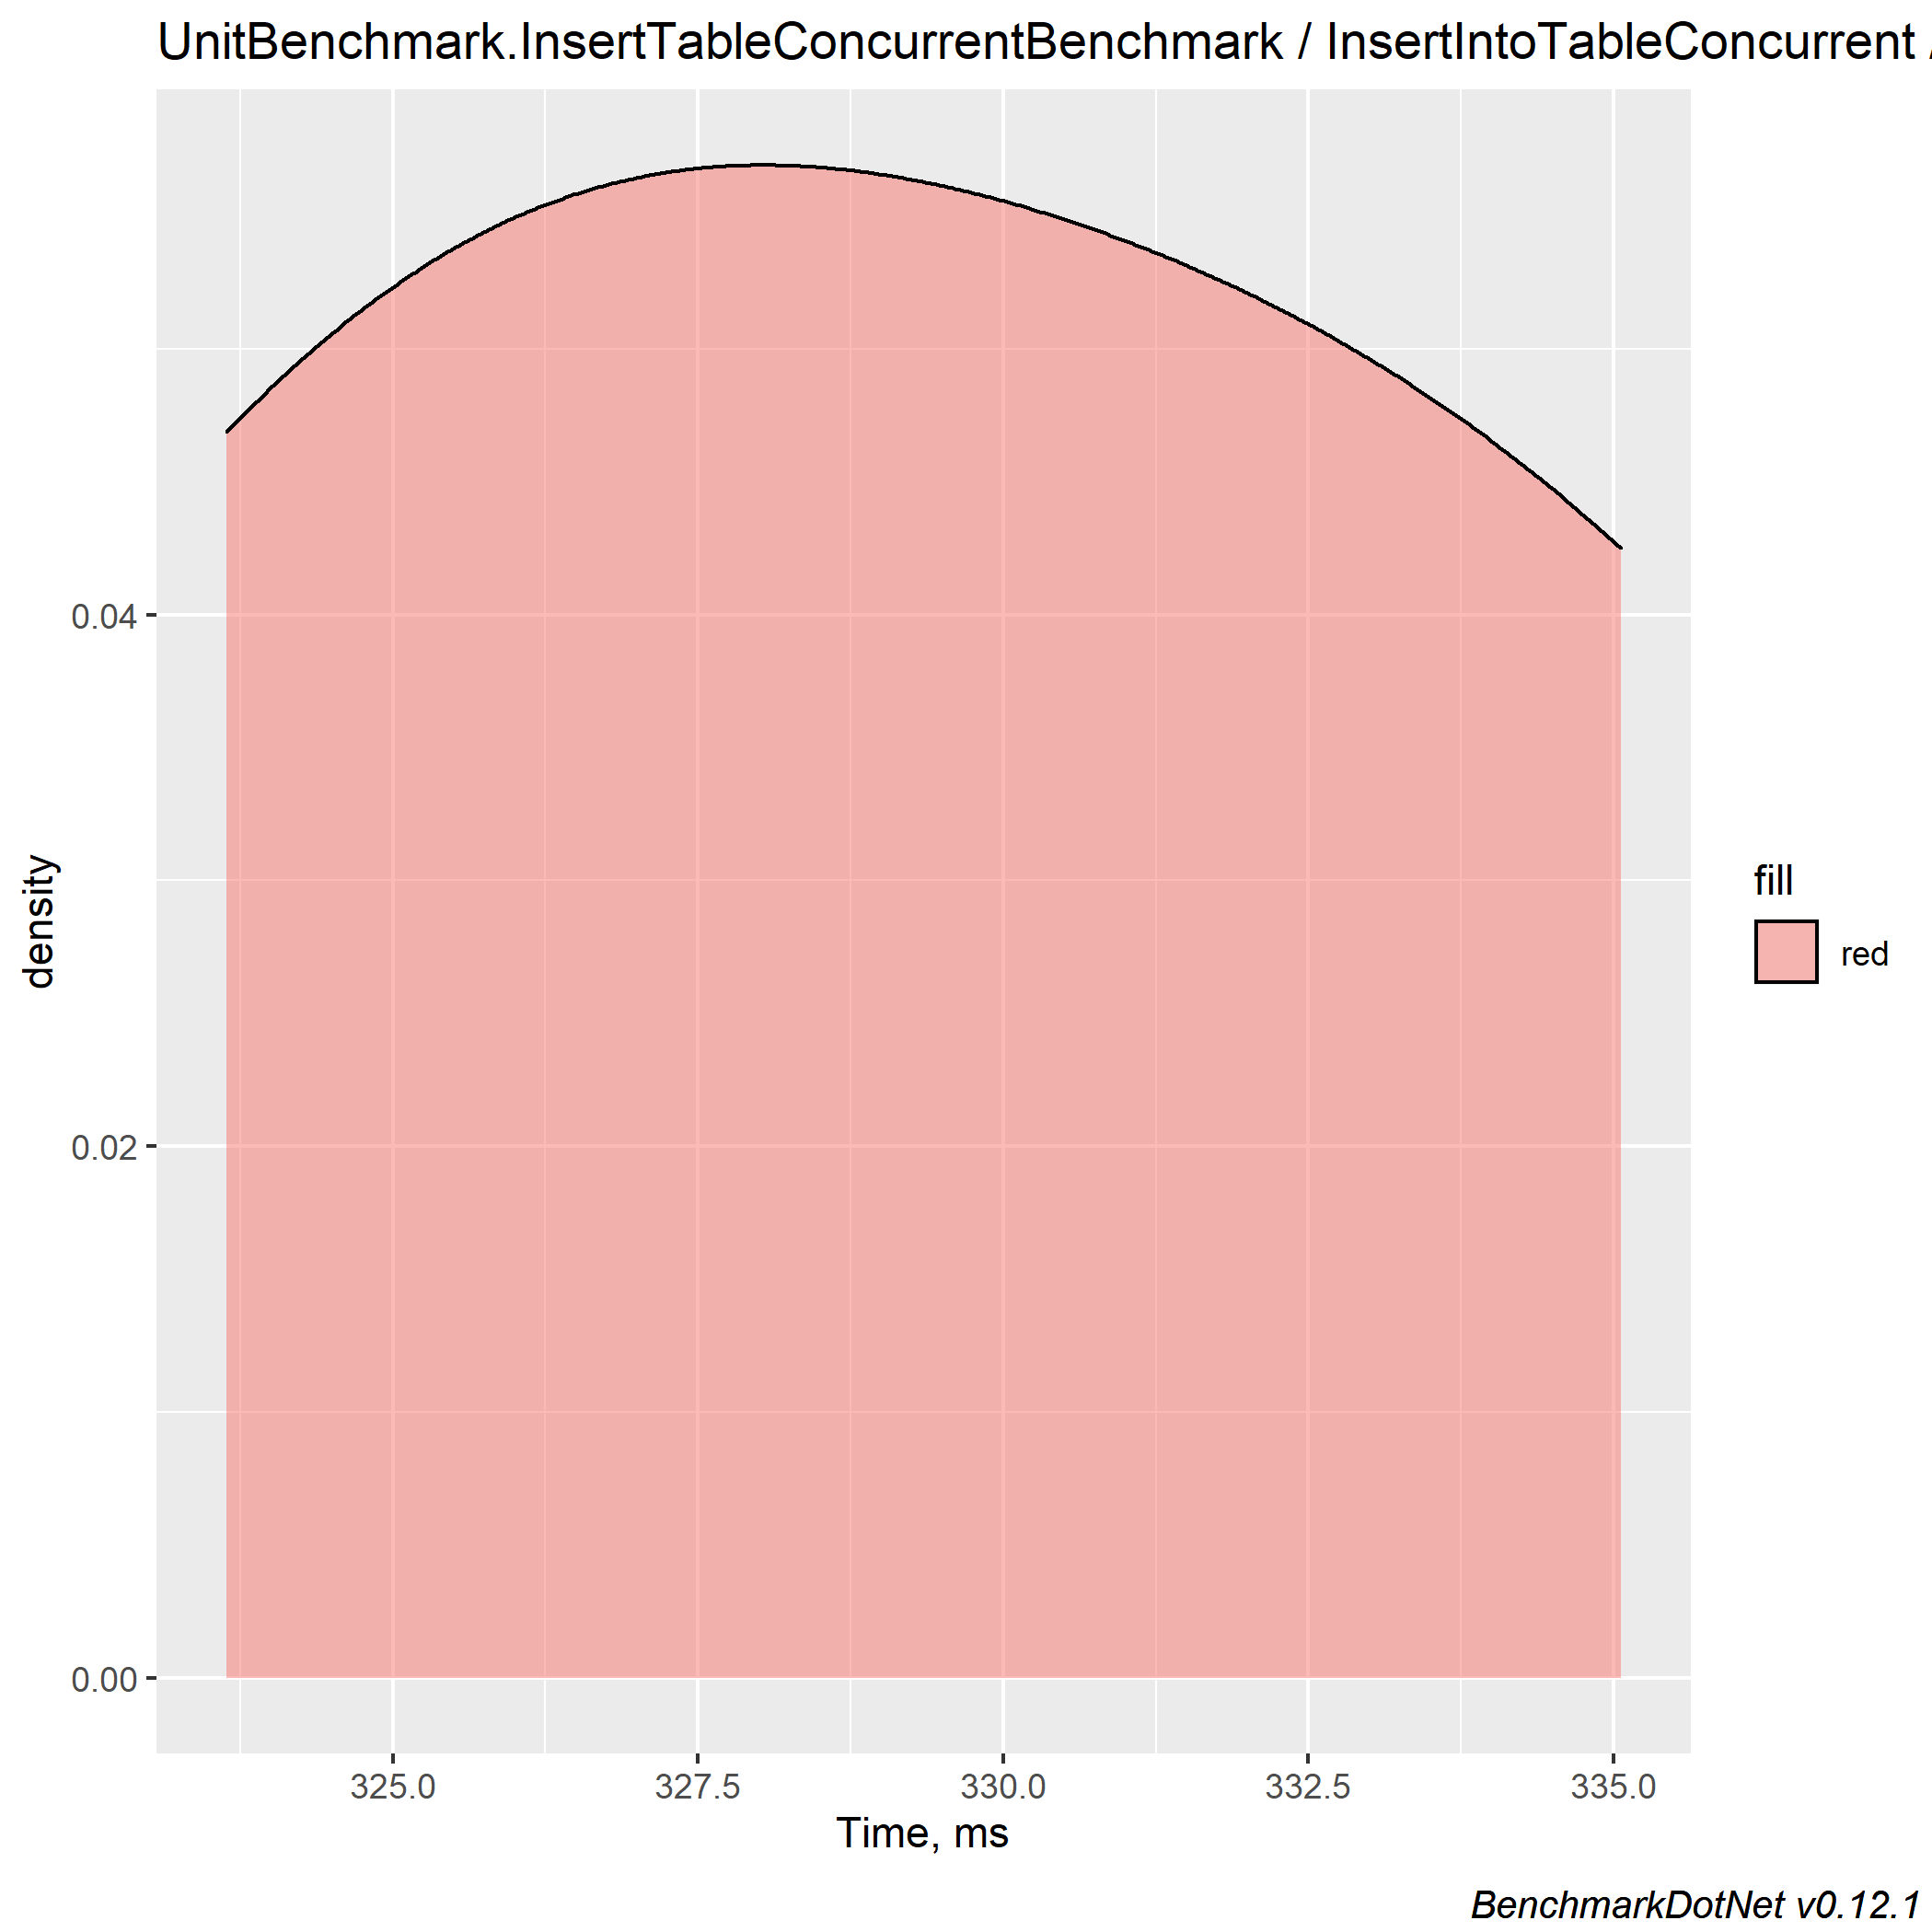 UnitBenchmark.InsertTableConcurrentBenchmark / InsertIntoTableConcurrent /
0.04
0.02
0.00
density
325.0 327.5 330.0 332.5 335.0
Time, ms
fill
red
BenchmarkDotNet v0.12.1